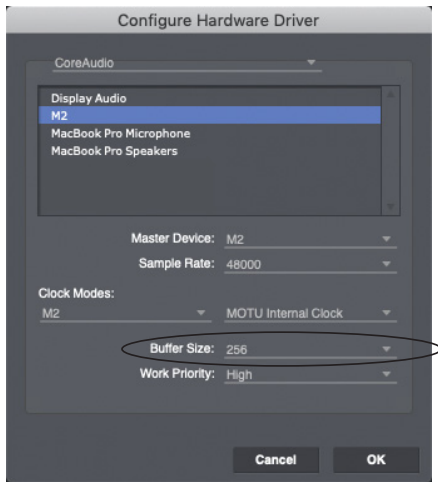 Configure Hardware Driver
CoreAudio
Display Audio
M2
MacBook Pro Microphone
MacBook Pro Speakers
Master Device: M2
Sample Rate: 48000
Clock Modes:
M2 MOTU Internal Clock
Buffer Size: 256
Work Priority: High
Cancel OK